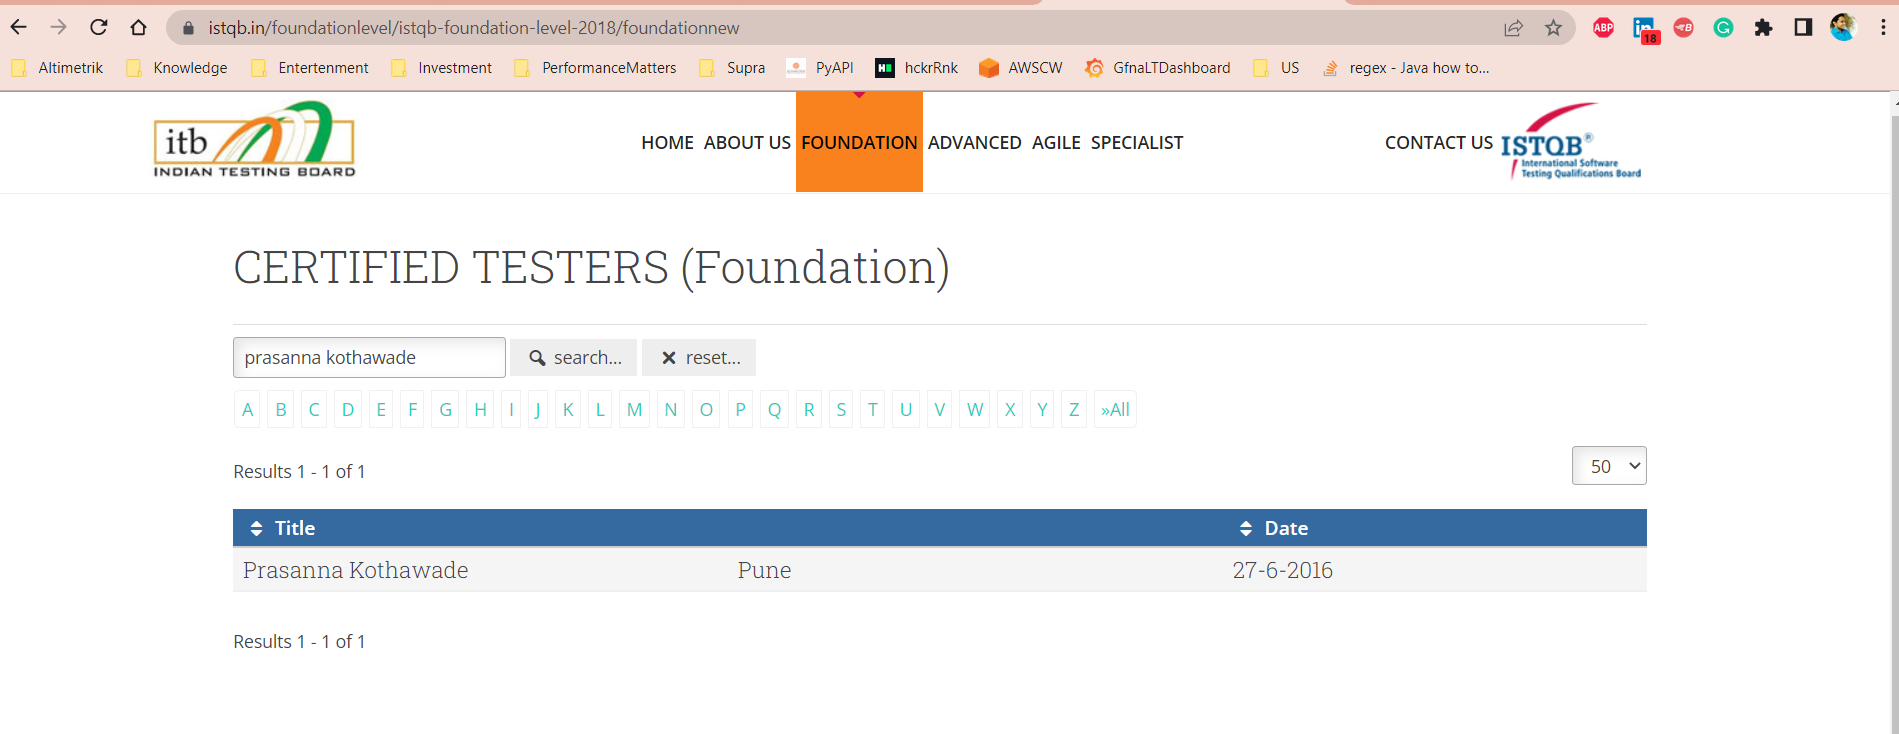 istqb.in/foundationlevel/istqb-foundation-level-2018/foundationnew
ABP in 18 B G
Altimetrik Knowledge Entertenment Investment PerformanceMatters Supra PyAPI H hckrRnk AWSCW GfnaLTDashboard US regex - Java how to...
itb
INDIAN TESTING BOARD
HOME ABOUT US FOUNDATION ADVANCED AGILE SPECIALIST CONTACT US
ISTQB®
International Software
Testing Qualifications Board
CERTIFIED TESTERS (Foundation)
prasanna kothawade search... reset...
A B C D E F G H I J K L M N O P Q R S T U V W X Y Z »All
Results 1 - 1 of 1 50
Title Date
Prasanna Kothawade Pune 27-6-2016
Results 1 - 1 of 1